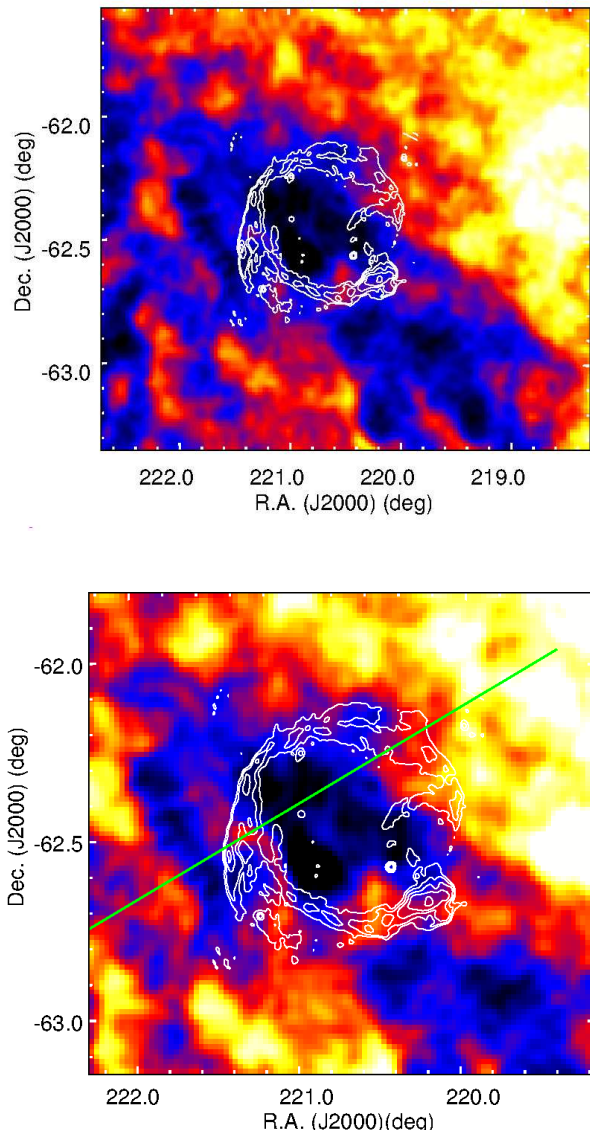 -62.0
-62.5
-63.0
Dec. (J2000) (deg)
222.0 221.0 220.0 219.0
R.A. (J2000) (deg)
-62.0
-62.5
-63.0
Dec. (J2000) (deg)
222.0 221.0 220.0
R.A. (J2000)(deg)